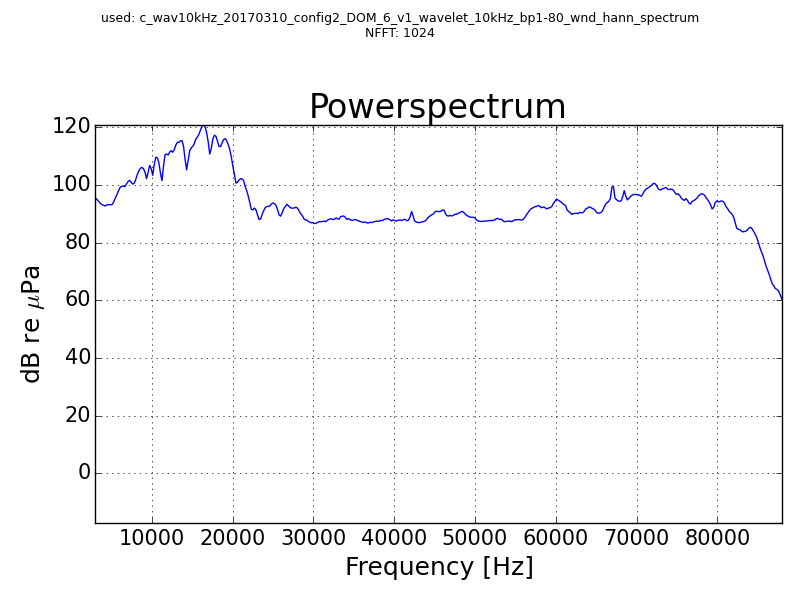 used: c_wav10kHz_20170310_config2_DOM_6_v1_wavelet_10kHz_bp1-80_wnd_hann_spectrum
NFFT: 1024
Powerspectrum
120
100
80
60
40
20
0
dB re μPa
10000 20000 30000 40000 50000 60000 70000 80000
Frequency [Hz]